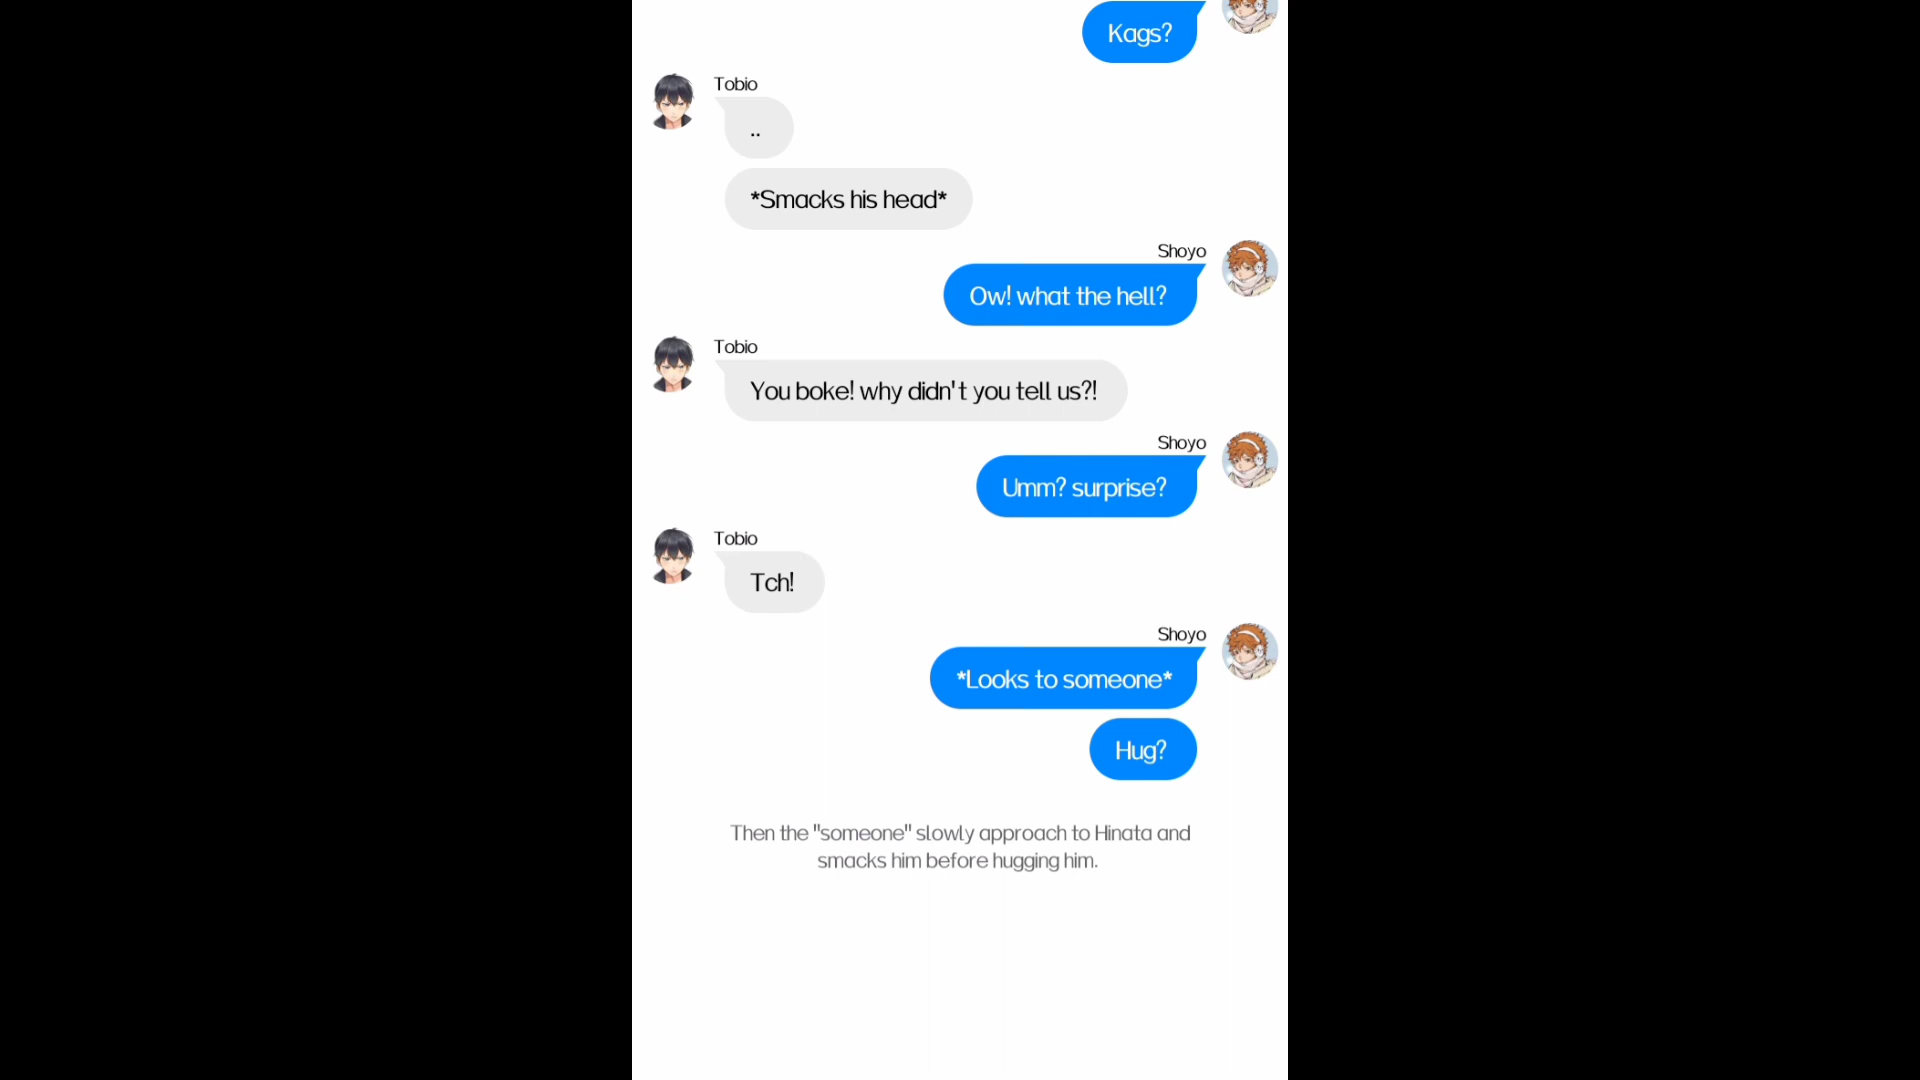 Kags?
Tobio
..
*Smacks his head*
Shoyo
Ow! what the hell?
Tobio
You boke! why didn't you tell us?!
Shoyo
Umm? surprise?
Tobio
Tch!
Shoyo
*Looks to someone*
Hug?
Then the "someone" slowly approach to Hinata and
smacks him before hugging him.